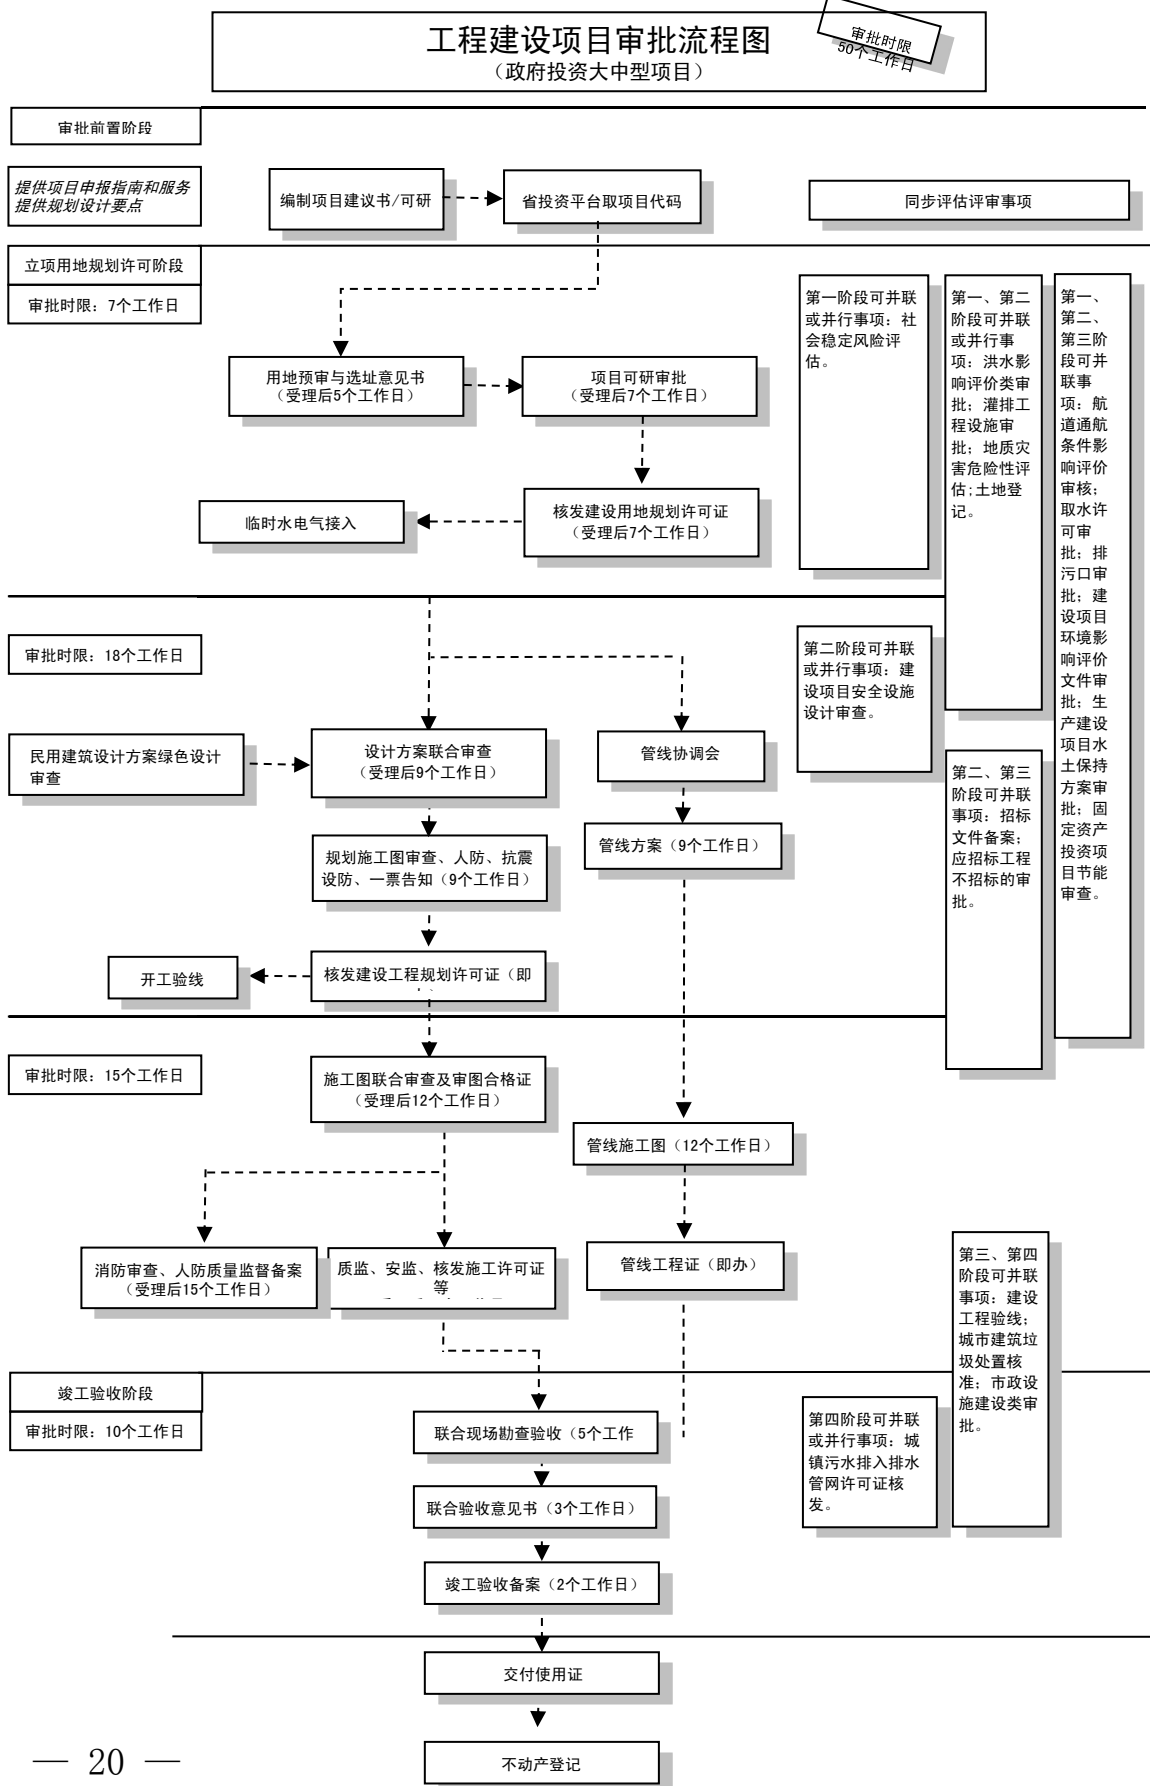 工程建设项目审批流程图
（政府投资大中型项目）
审批时限
50个工作日
审批前置阶段
提供项目申报指南和服务
提供规划设计要点
编制项目建议书/可研
省投资平台取项目代码
同步评估评审事项
立项用地规划许可阶段
审批时限：7个工作日
用地预审与选址意见书
（受理后5个工作日）
项目可研审批
（受理后7个工作日）
核发建设用地规划许可证
（受理后7个工作日）
临时水电气接入
第一阶段可并联
或并行事项：社
会稳定风险评
估。
第一、第二
阶段可并联
或并行事
项：洪水影
响评价类审
批；灌排工
程设施审
批；地质灾
害危险性评
估;土地登
记。
第一、
第二、
第三阶
段可并
联事
项：航
道通航
条件影
响评价
审核；
取水许
可审
批；排
污口审
批；建
设项目
环境影
响评价
文件审
批；生
产建设
项目水
土保持
方案审
批；固
定资产
投资项
目节能
审查。
审批时限：18个工作日
民用建筑设计方案绿色设计
审查
设计方案联合审查
（受理后9个工作日）
管线协调会
规划施工图审查、人防、抗震
设防、一票告知（9个工作日）
管线方案（9个工作日）
开工验线
核发建设工程规划许可证（即
第二阶段可并联
或并行事项：建
设项目安全设施
设计审查。
第二、第三
阶段可并联
事项：招标
文件备案；
应招标工程
不招标的审
批。
审批时限：15个工作日
施工图联合审查及审图合格证
（受理后12个工作日）
管线施工图（12个工作日）
消防审查、人防质量监督备案
（受理后15个工作日）
质监、安监、核发施工许可证
等
管线工程证（即办）
第三、第四
阶段可并联
事项：建设
工程验线；
城市建筑垃
圾处置核
准；市政设
施建设类审
批。
竣工验收阶段
审批时限：10个工作日
联合现场勘查验收（5个工作
联合验收意见书（3个工作日）
竣工验收备案（2个工作日）
第四阶段可并联
或并行事项：城
镇污水排入排水
管网许可证核
发。
交付使用证
不动产登记
— 20 —